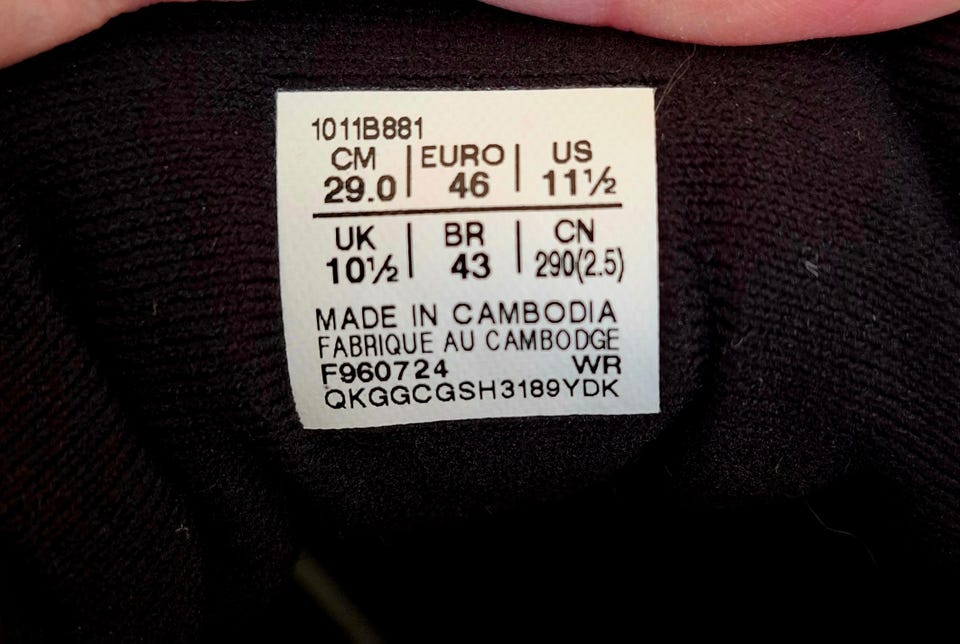 1011B881
CM | EURO | US
29.0 | 46 | 11½
UK | BR | CN
10½ | 43 | 290(2.5)
MADE IN CAMBODIA
FABRIQUE AU CAMBODGE
F960724 WR
QKGGCGSH3189YDK